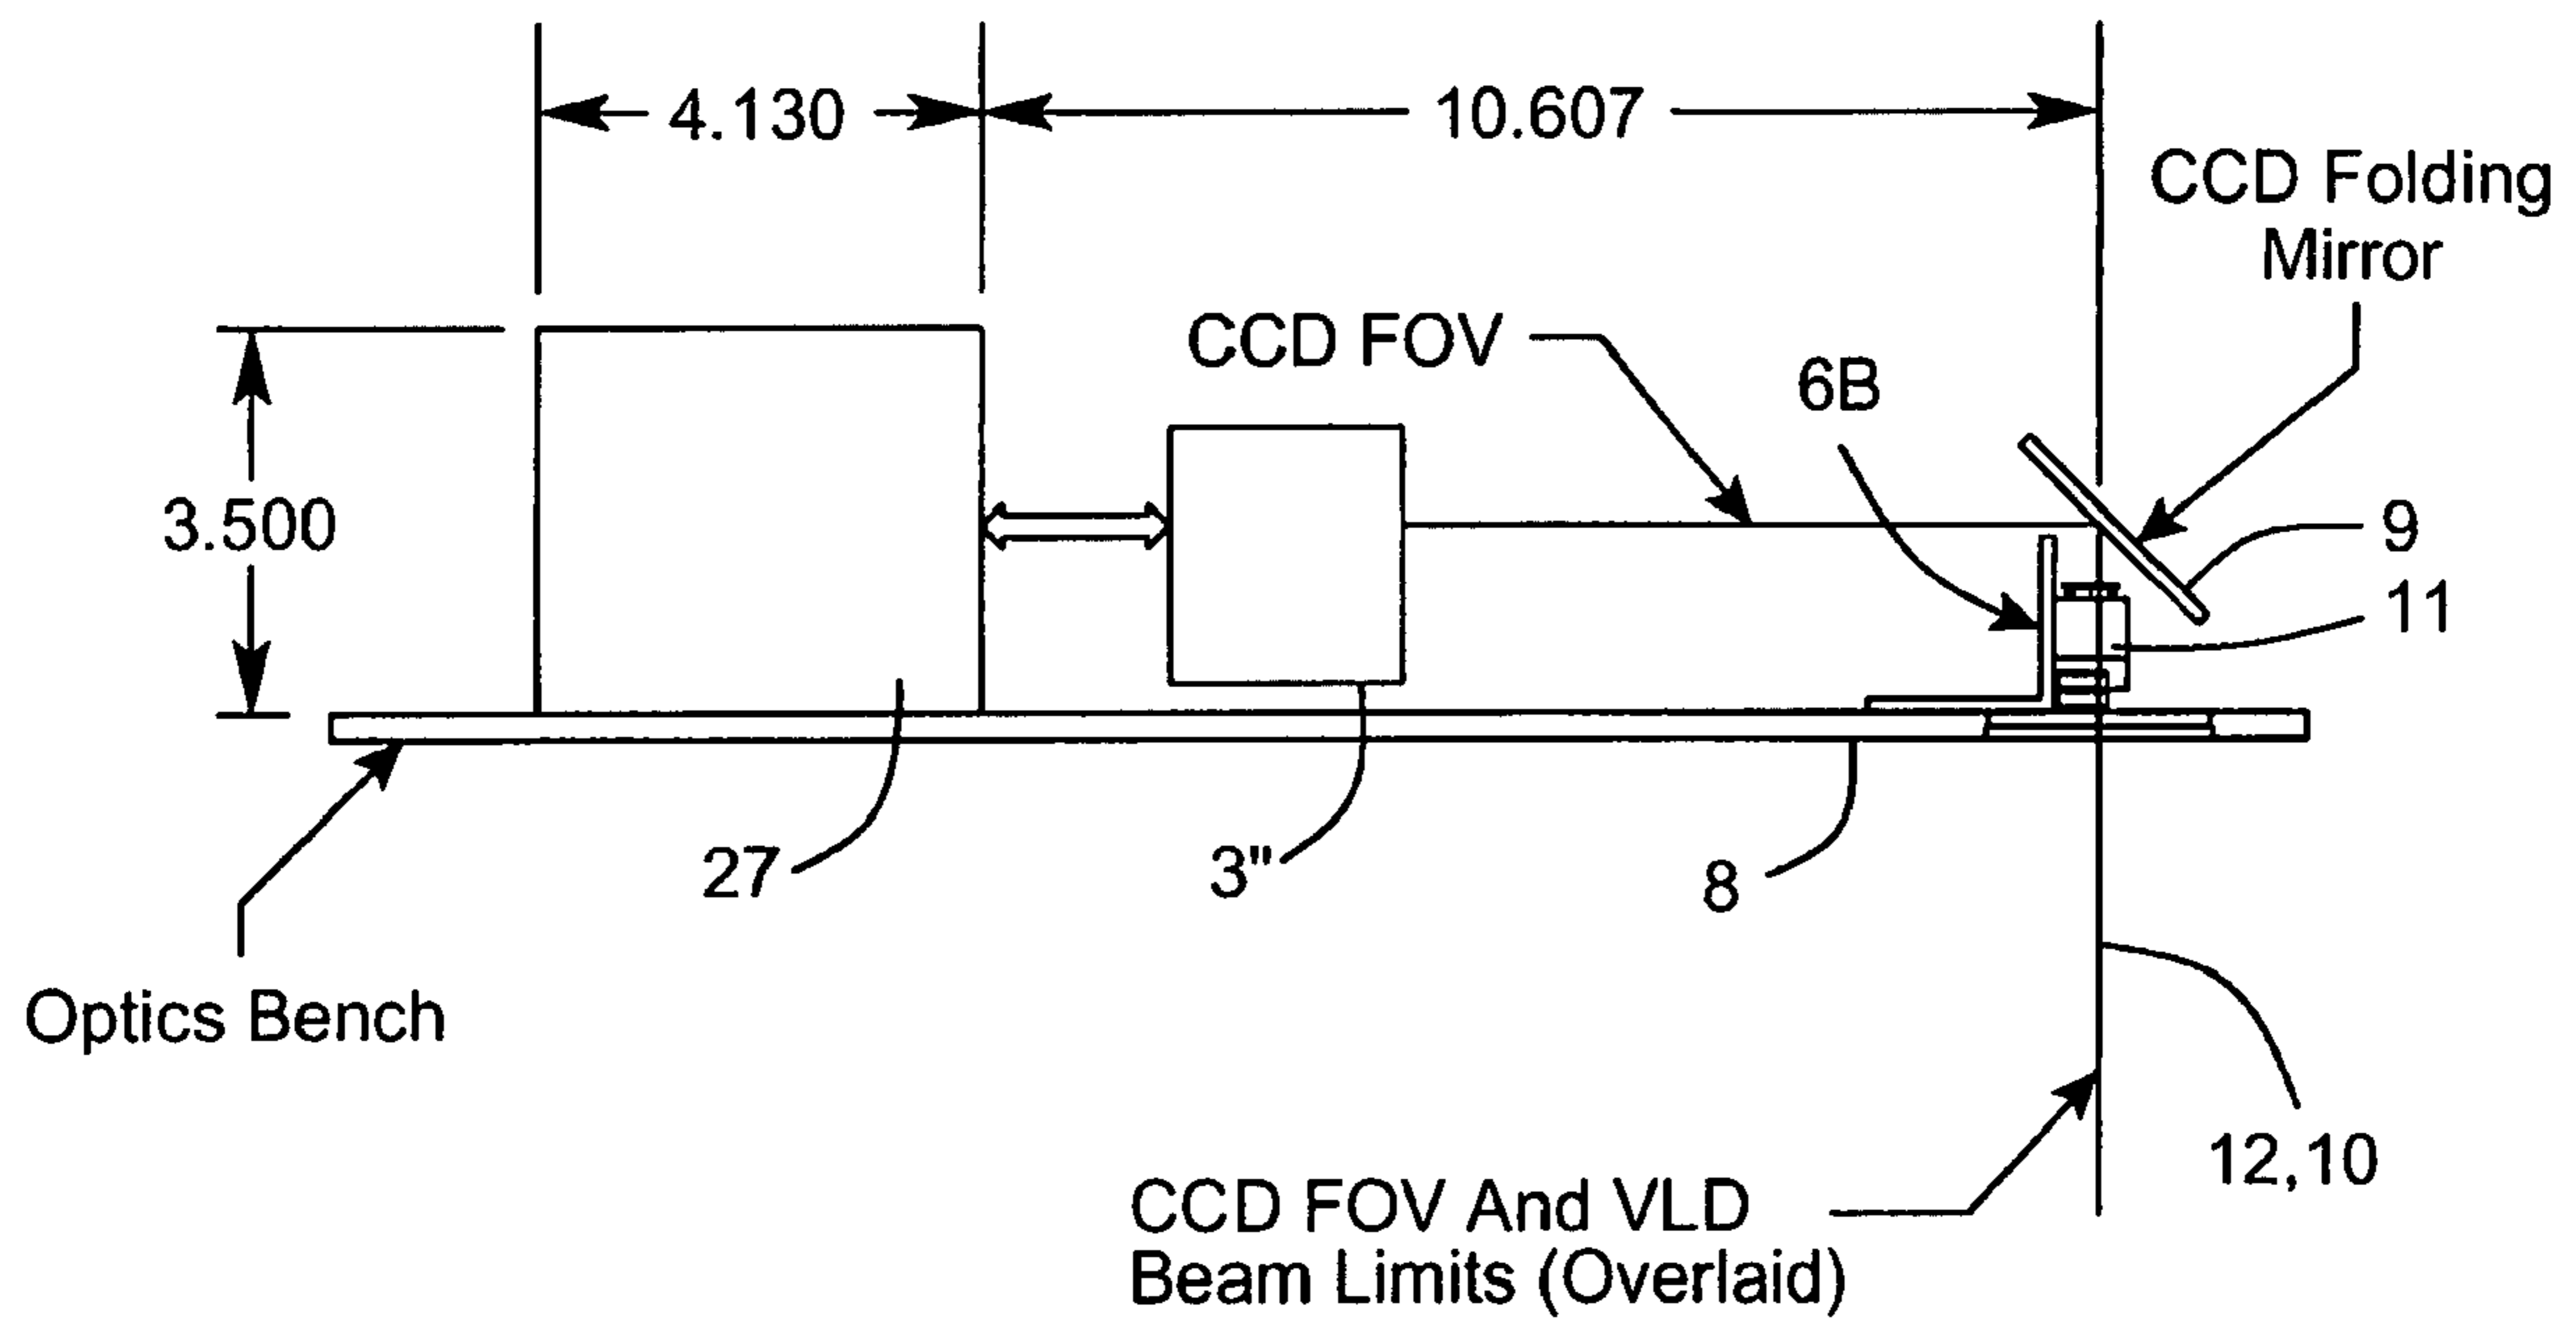 4.130
10.607
CCD Folding
Mirror
CCD FOV
6B
3.500
9
11
27
3"
8
Optics Bench
12,10
CCD FOV And VLD
Beam Limits (Overlaid)